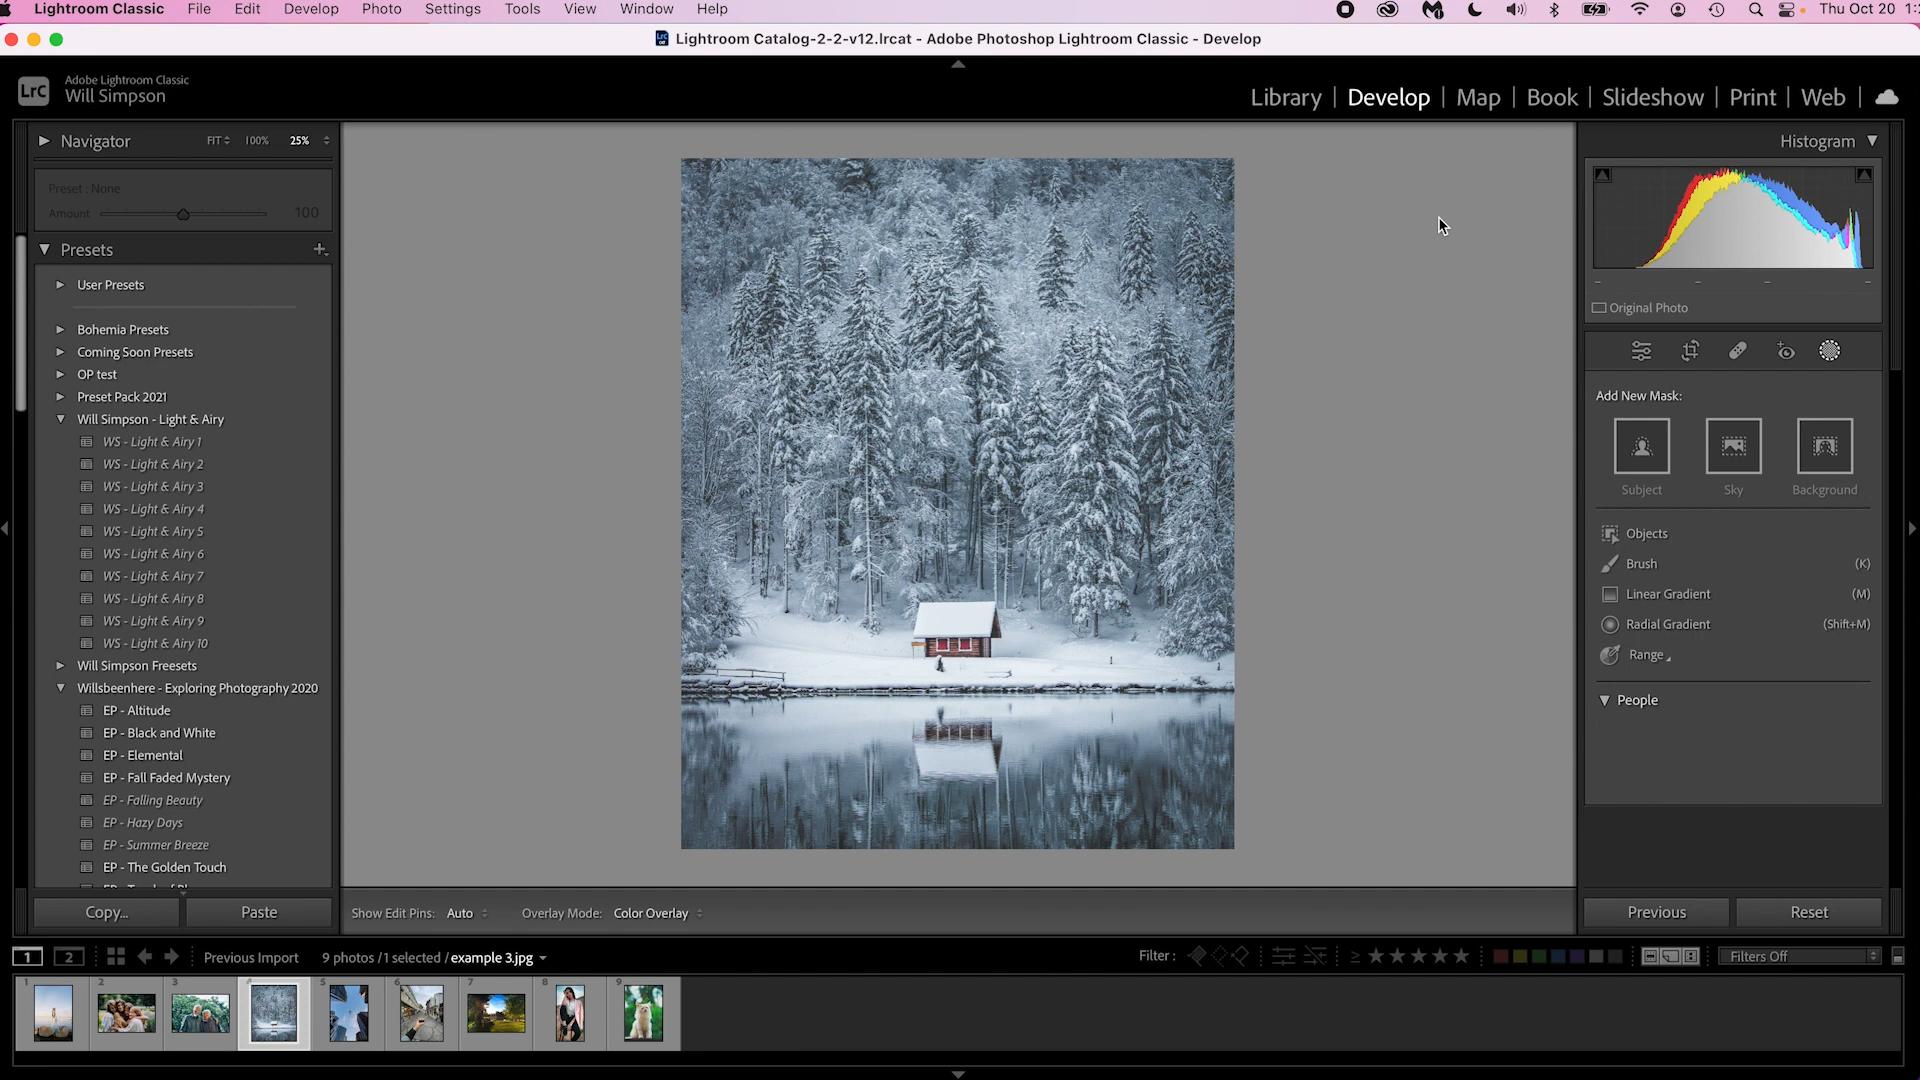 Lightroom Classic File Edit Develop Photo Settings Tools View Window Help Thu Oct 20
Lightroom Catalog-2-2-v12.lrcat - Adobe Photoshop Lightroom Classic - Develop
LrC Adobe Lightroom Classic
Will Simpson
Library | Develop | Map | Book | Slideshow | Print | Web
Navigator FIT 100% 25%
Preset : None
Amount 100
Presets
User Presets
Bohemia Presets
Coming Soon Presets
OP test
Preset Pack 2021
Will Simpson - Light & Airy
WS - Light & Airy 1
WS - Light & Airy 2
WS - Light & Airy 3
WS - Light & Airy 4
WS - Light & Airy 5
WS - Light & Airy 6
WS - Light & Airy 7
WS - Light & Airy 8
WS - Light & Airy 9
WS - Light & Airy 10
Will Simpson Freesets
Willsbeenhere - Exploring Photography 2020
EP - Altitude
EP - Black and White
EP - Elemental
EP - Fall Faded Mystery
EP - Falling Beauty
EP - Hazy Days
EP - Summer Breeze
EP - The Golden Touch
Copy... Paste
Show Edit Pins: Auto Overlay Mode: Color Overlay
Histogram
Original Photo
Add New Mask:
Subject Sky Background
Objects
Brush (K)
Linear Gradient (M)
Radial Gradient (Shift+M)
Range
People
Previous Reset
1 2 Previous Import 9 photos / 1 selected / example 3.jpg Filter : Filters Off
1 2 3 4 5 6 7 8 9